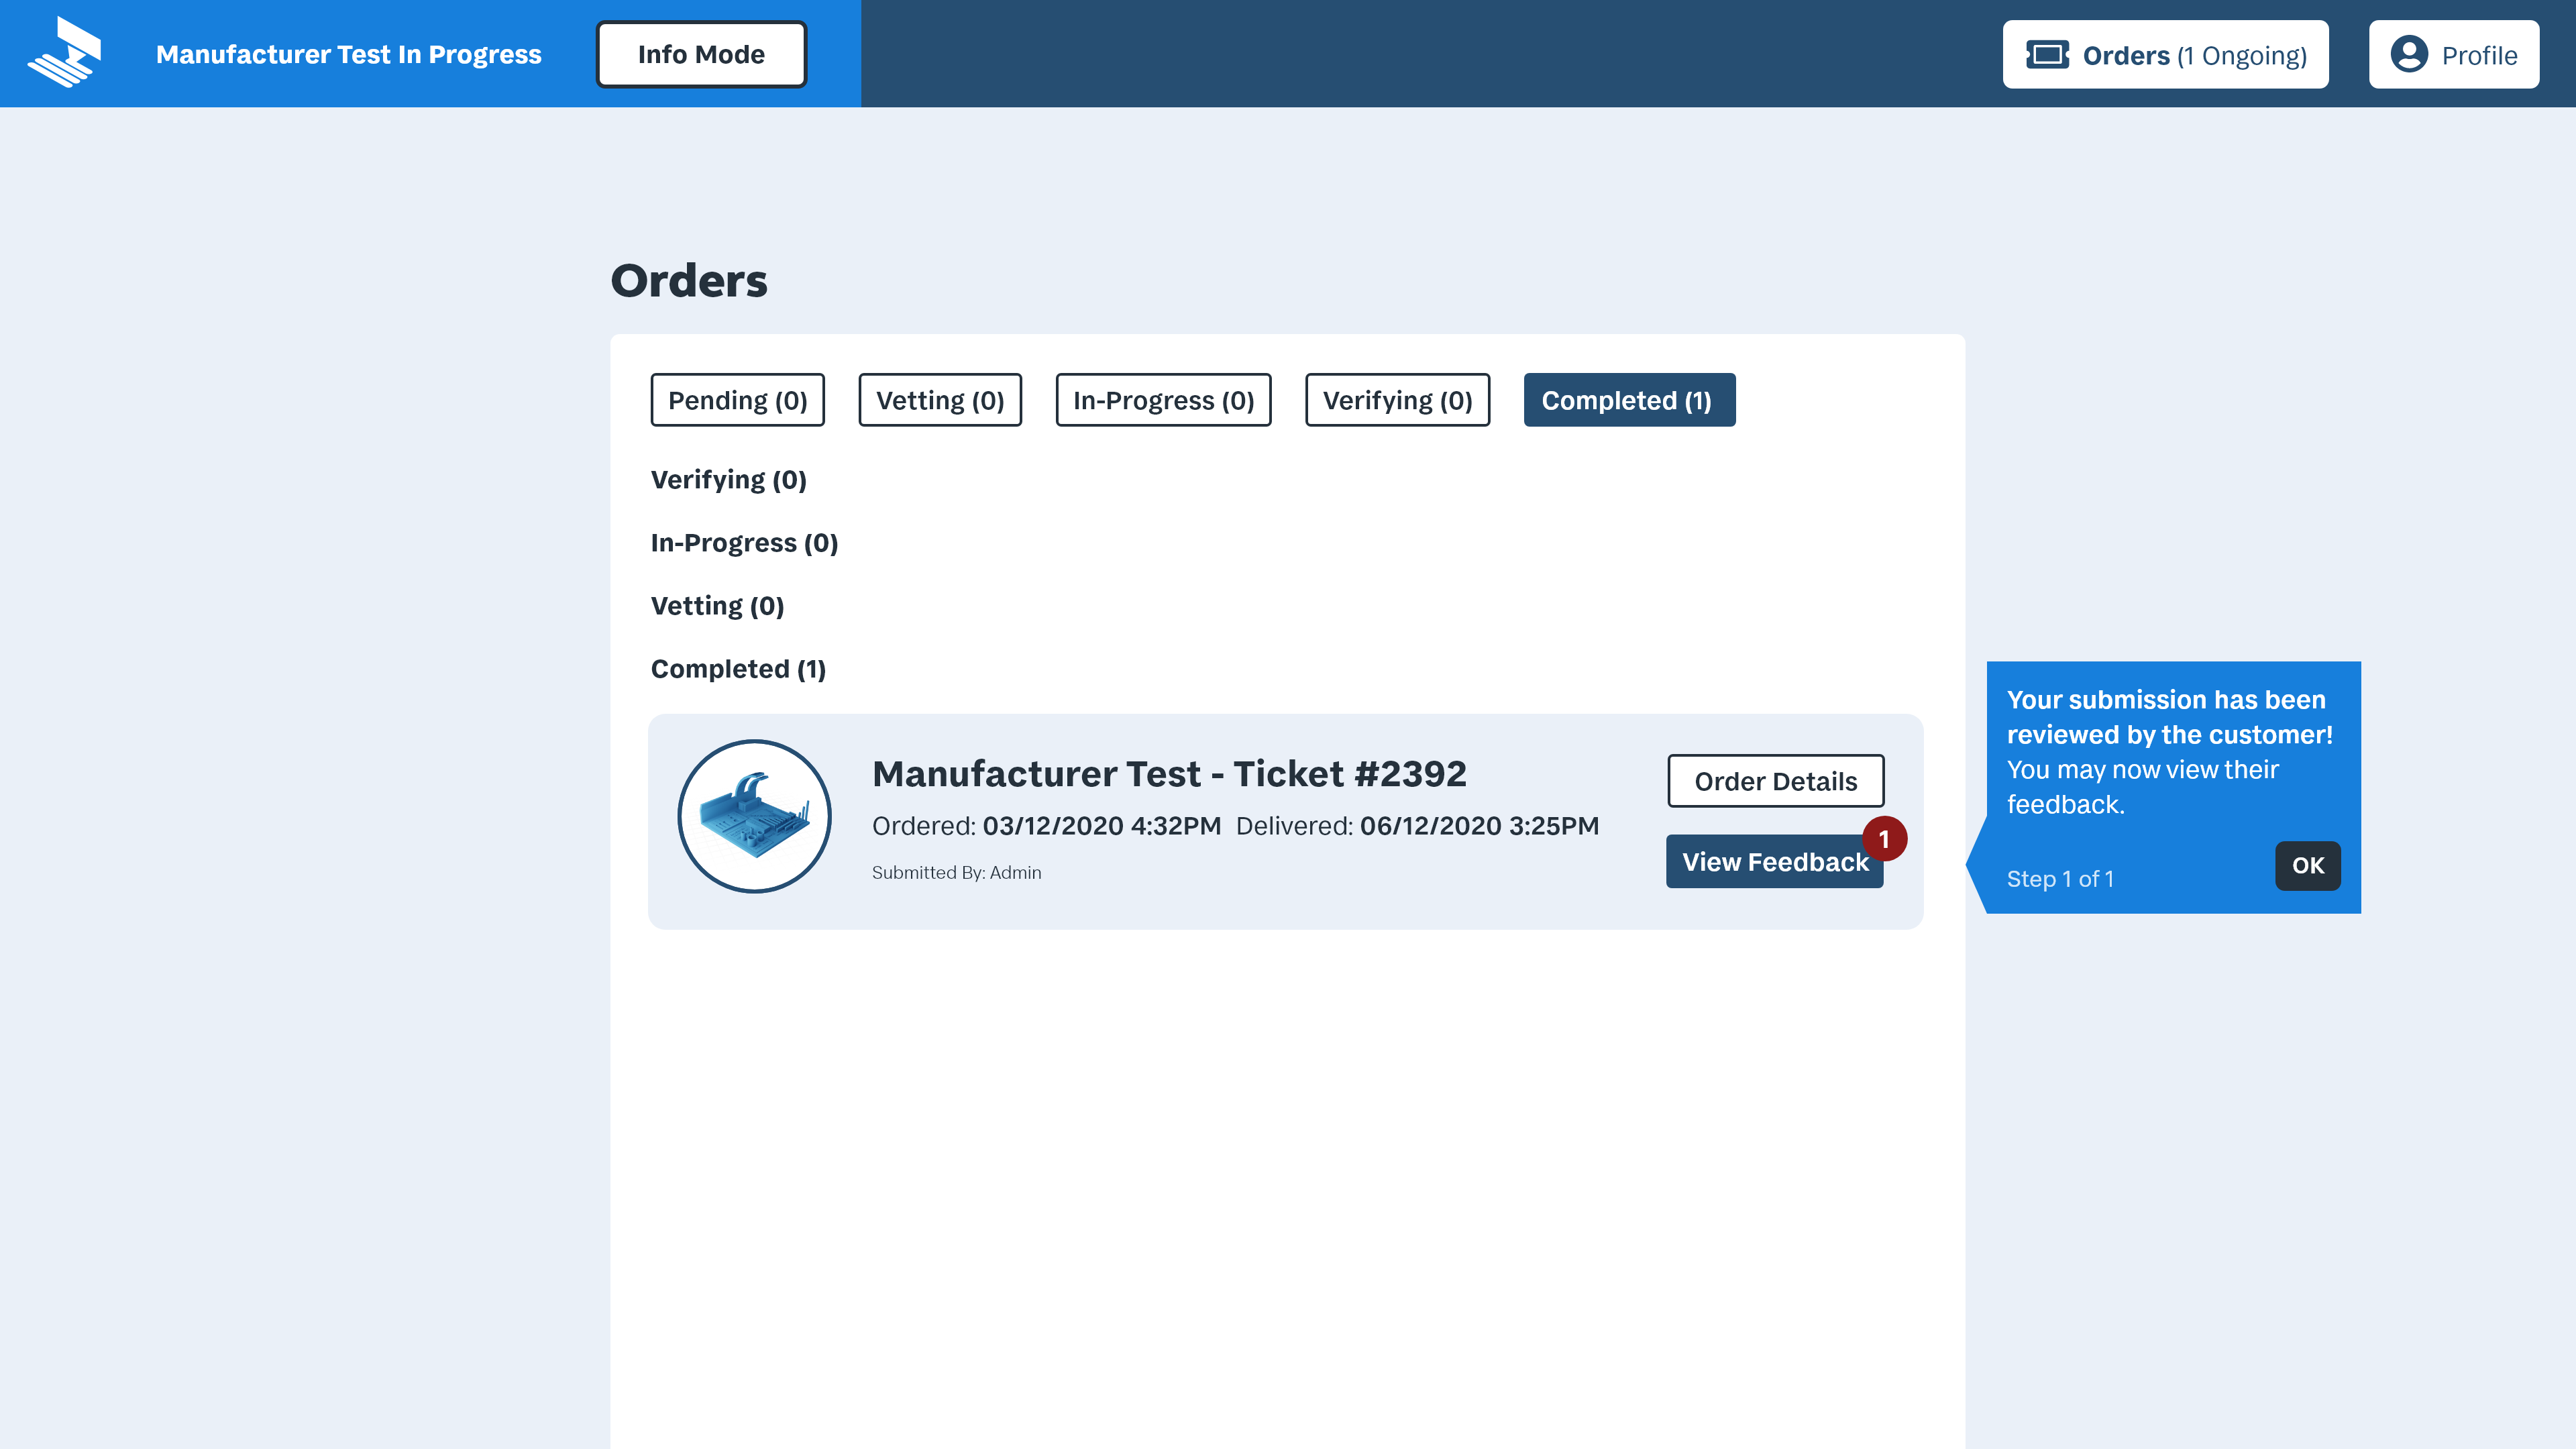 Manufacturer Test In Progress
Info Mode
Orders (1 Ongoing)
Profile
Orders
Pending (0)
Vetting (0)
In-Progress (0)
Verifying (0)
Completed (1)
Verifying (0)
In-Progress (0)
Vetting (0)
Completed (1)
Manufacturer Test - Ticket #2392
Ordered: 03/12/2020 4:32PM Delivered: 06/12/2020 3:25PM
Submitted By: Admin
Order Details
View Feedback
1
Your submission has been
reviewed by the customer!
You may now view their
feedback.
Step 1 of 1
OK